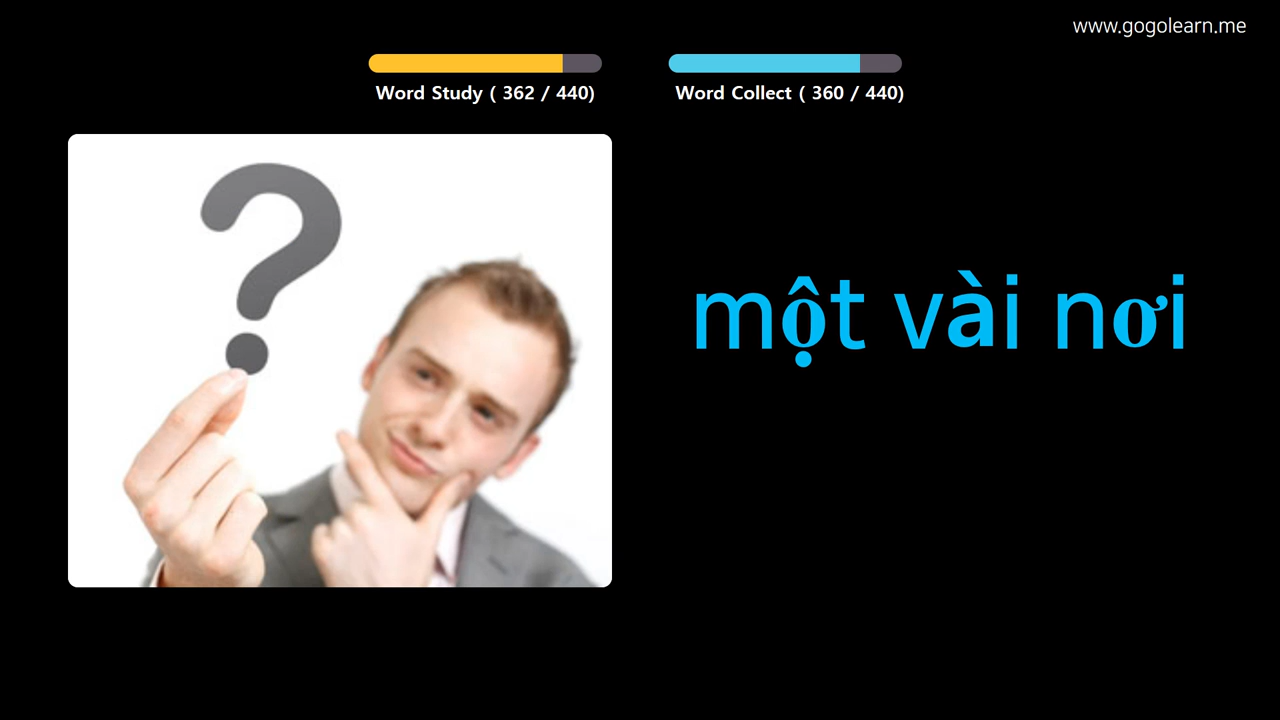 www.gogolearn.me
Word Study ( 362 / 440)
Word Collect ( 360 / 440)
?
một vài nơi